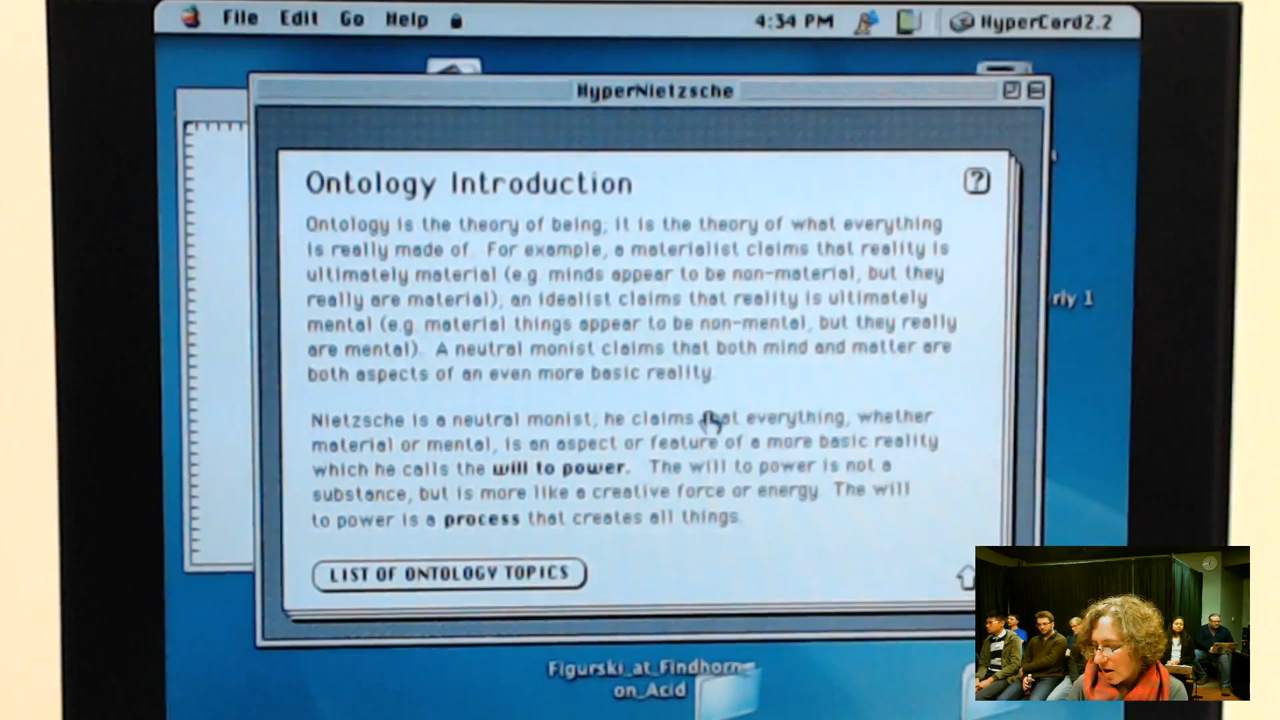 File Edit Go Help 4:34 PM HyperCard2.2
HyperNietzsche
Ontology Introduction
?
Ontology is the theory of being; it is the theory of what everything
is really made of. For example, a materialist claims that reality is
ultimately material (e.g. minds appear to be non-material, but they
really are material), an idealist claims that reality is ultimately
mental (e.g. material things appear to be non-mental, but they really
are mental). A neutral monist claims that both mind and matter are
both aspects of an even more basic reality.
Nietzsche is a neutral monist, he claims that everything, whether
material or mental, is an aspect or feature of a more basic reality
which he calls the will to power. The will to power is not a
substance, but is more like a creative force or energy. The will
to power is a process that creates all things.
LIST OF ONTOLOGY TOPICS
rly 1
Figurski_at_Findhorn_
on_Acid